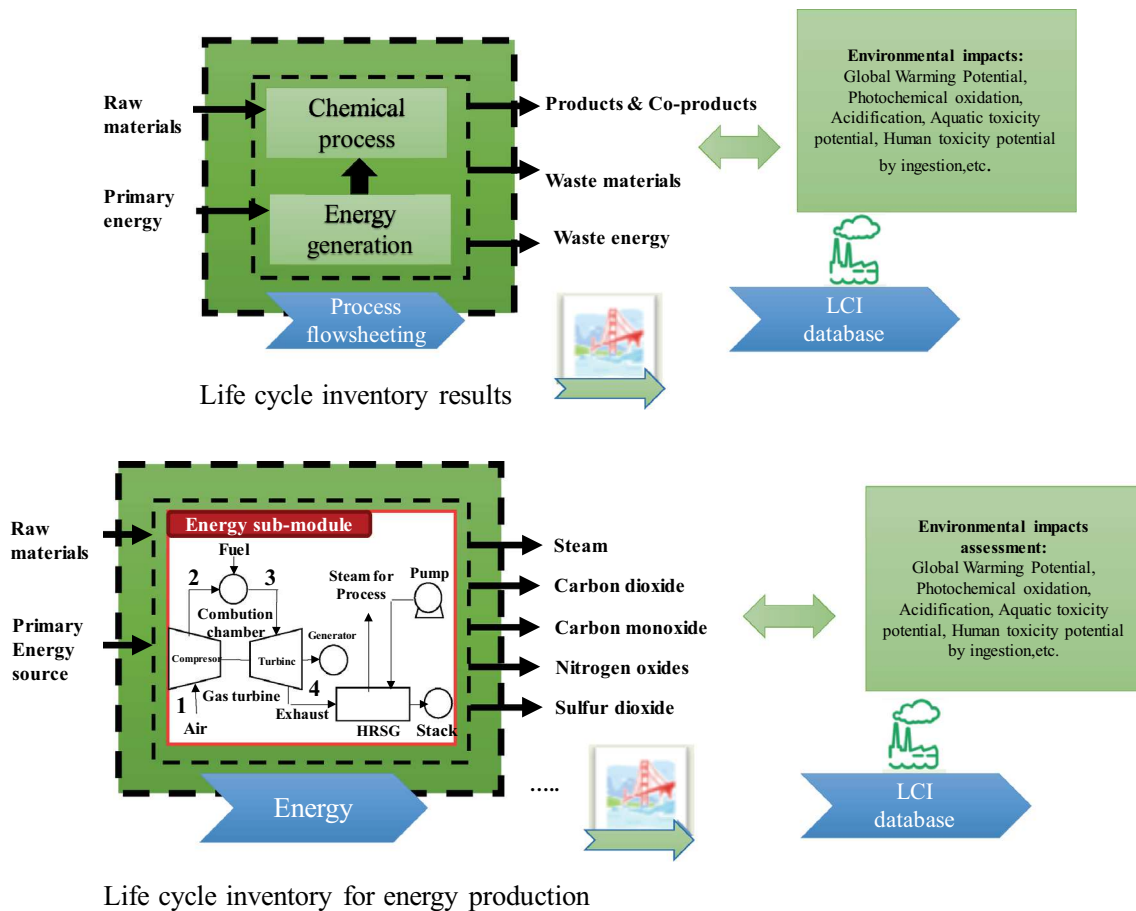 Raw
materials
Primary
energy
Chemical
process
Energy
generation
Process
flowsheeting
Products & Co-products
Waste materials
Waste energy
Environmental impacts:
Global Warming Potential,
Photochemical oxidation,
Acidification, Aquatic toxicity
potential, Human toxicity potential
by ingestion,etc.
LCI
database
Life cycle inventory results
Raw
materials
Primary
Energy
source
Energy sub-module
Fuel
2
3
Combution
chamber
Compresor
Turbinc
Generator
Steam for
Process
Pump
1
Gas turbine
4
Air
Exhaust
HRSG
Stack
Energy
Steam
Carbon dioxide
Carbon monoxide
Nitrogen oxides
Sulfur dioxide
.....
Environmental impacts
assessment:
Global Warming Potential,
Photochemical oxidation,
Acidification, Aquatic toxicity
potential, Human toxicity potential
by ingestion,etc.
LCI
database
Life cycle inventory for energy production